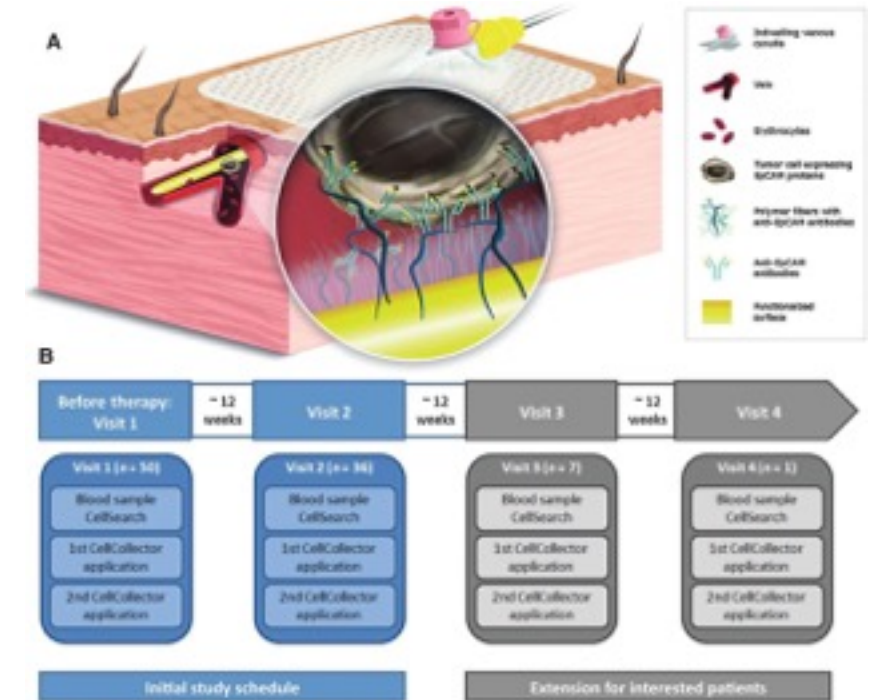 A
Indwelling venous
canula
Vein
Erythrocytes
Tumor cell expressing
EpCAM proteins
Polymer fibers with
anti-EpCAM antibodies
Anti-EpCAM
antibodies
Functionalized
surface
B
Before therapy:
Visit 1
~ 12
weeks
Visit 2
~ 12
weeks
Visit 3
~ 12
weeks
Visit 4
Visit 1 (n = 50)
Blood sample
CellSearch
1st CellCollector
application
2nd CellCollector
application
Visit 2 (n = 36)
Blood sample
CellSearch
1st CellCollector
application
2nd CellCollector
application
Visit 3 (n = 7)
Blood sample
CellSearch
1st CellCollector
application
2nd CellCollector
application
Visit 4 (n = 1)
Blood sample
CellSearch
1st CellCollector
application
2nd CellCollector
application
Initial study schedule
Extension for interested patients